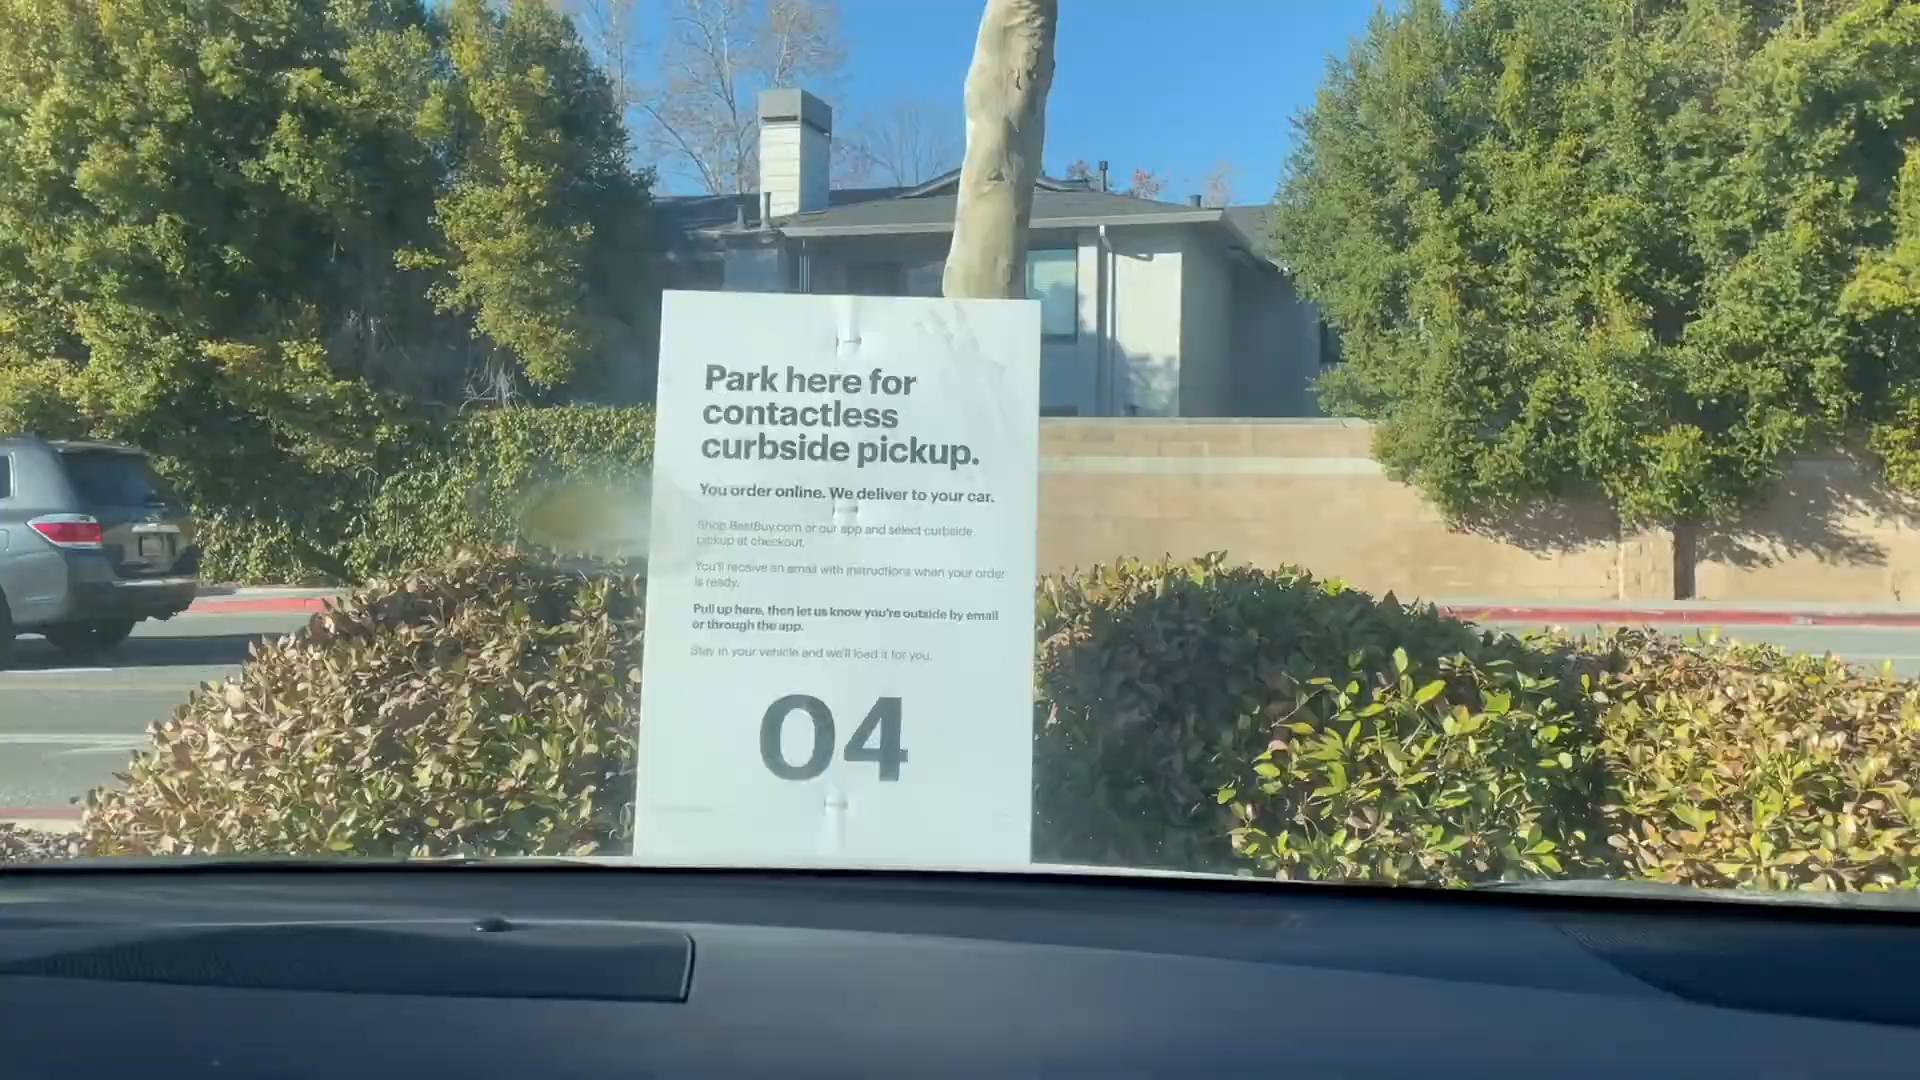 Park here for
contactless
curbside pickup.
You order online. We deliver to your car.
Shop BestBuy.com or our app and select curbside
pickup at checkout.
You'll receive an email with instructions when your order
is ready.
Pull up here, then let us know you're outside by email
or through the app.
Stay in your vehicle and we'll load it for you.
04